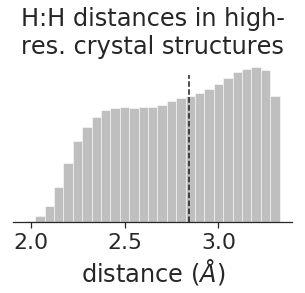 H:H distances in high-
res. crystal structures
2.0 2.5 3.0
distance (Å)